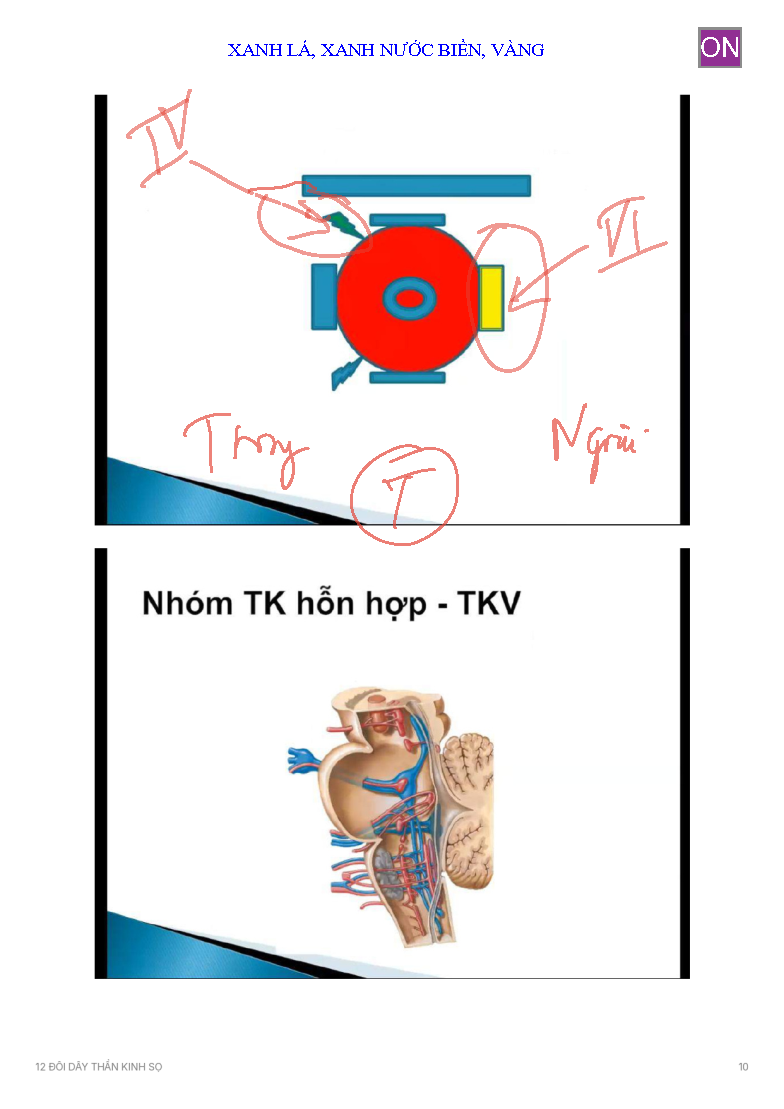 XANH LÁ, XANH NƯỚC BIỂN, VÀNG
ON
IV
VI
Trong
Ngoài
T
Nhóm TK hỗn hợp - TKV
12 ĐÔI DÂY THẦN KINH SỌ
10